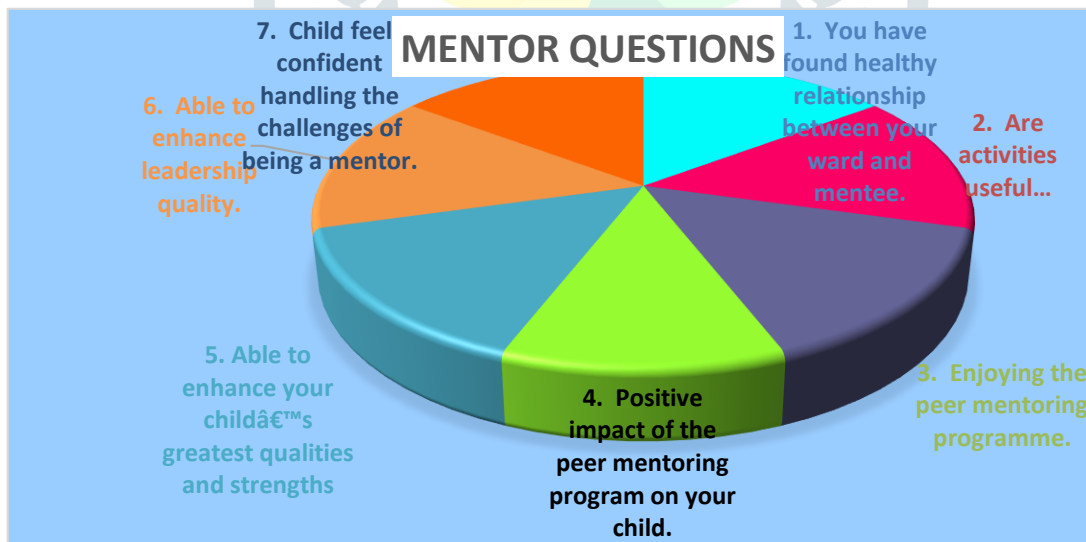 MENTOR QUESTIONS
1. You have
found healthy
relationship
between your
ward and
mentee.
2. Are
activities
useful…
3. Enjoying the
peer mentoring
programme.
4. Positive
impact of the
peer mentoring
program on your
child.
5. Able to
enhance your
childâ€™s
greatest qualities
and strengths
6. Able to
enhance
leadership
quality.
7. Child feel
confident
handling the
challenges of
being a mentor.